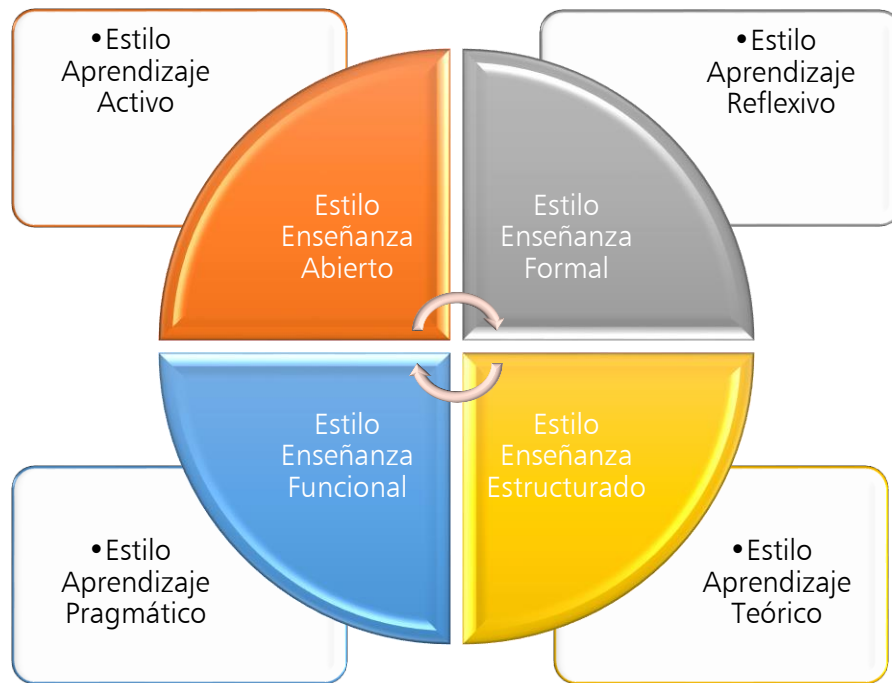 •Estilo
Aprendizaje
Activo
•Estilo
Aprendizaje
Reflexivo
Estilo
Enseñanza
Abierto
Estilo
Enseñanza
Formal
Estilo
Enseñanza
Funcional
Estilo
Enseñanza
Estructurado
•Estilo
Aprendizaje
Pragmático
•Estilo
Aprendizaje
Teórico